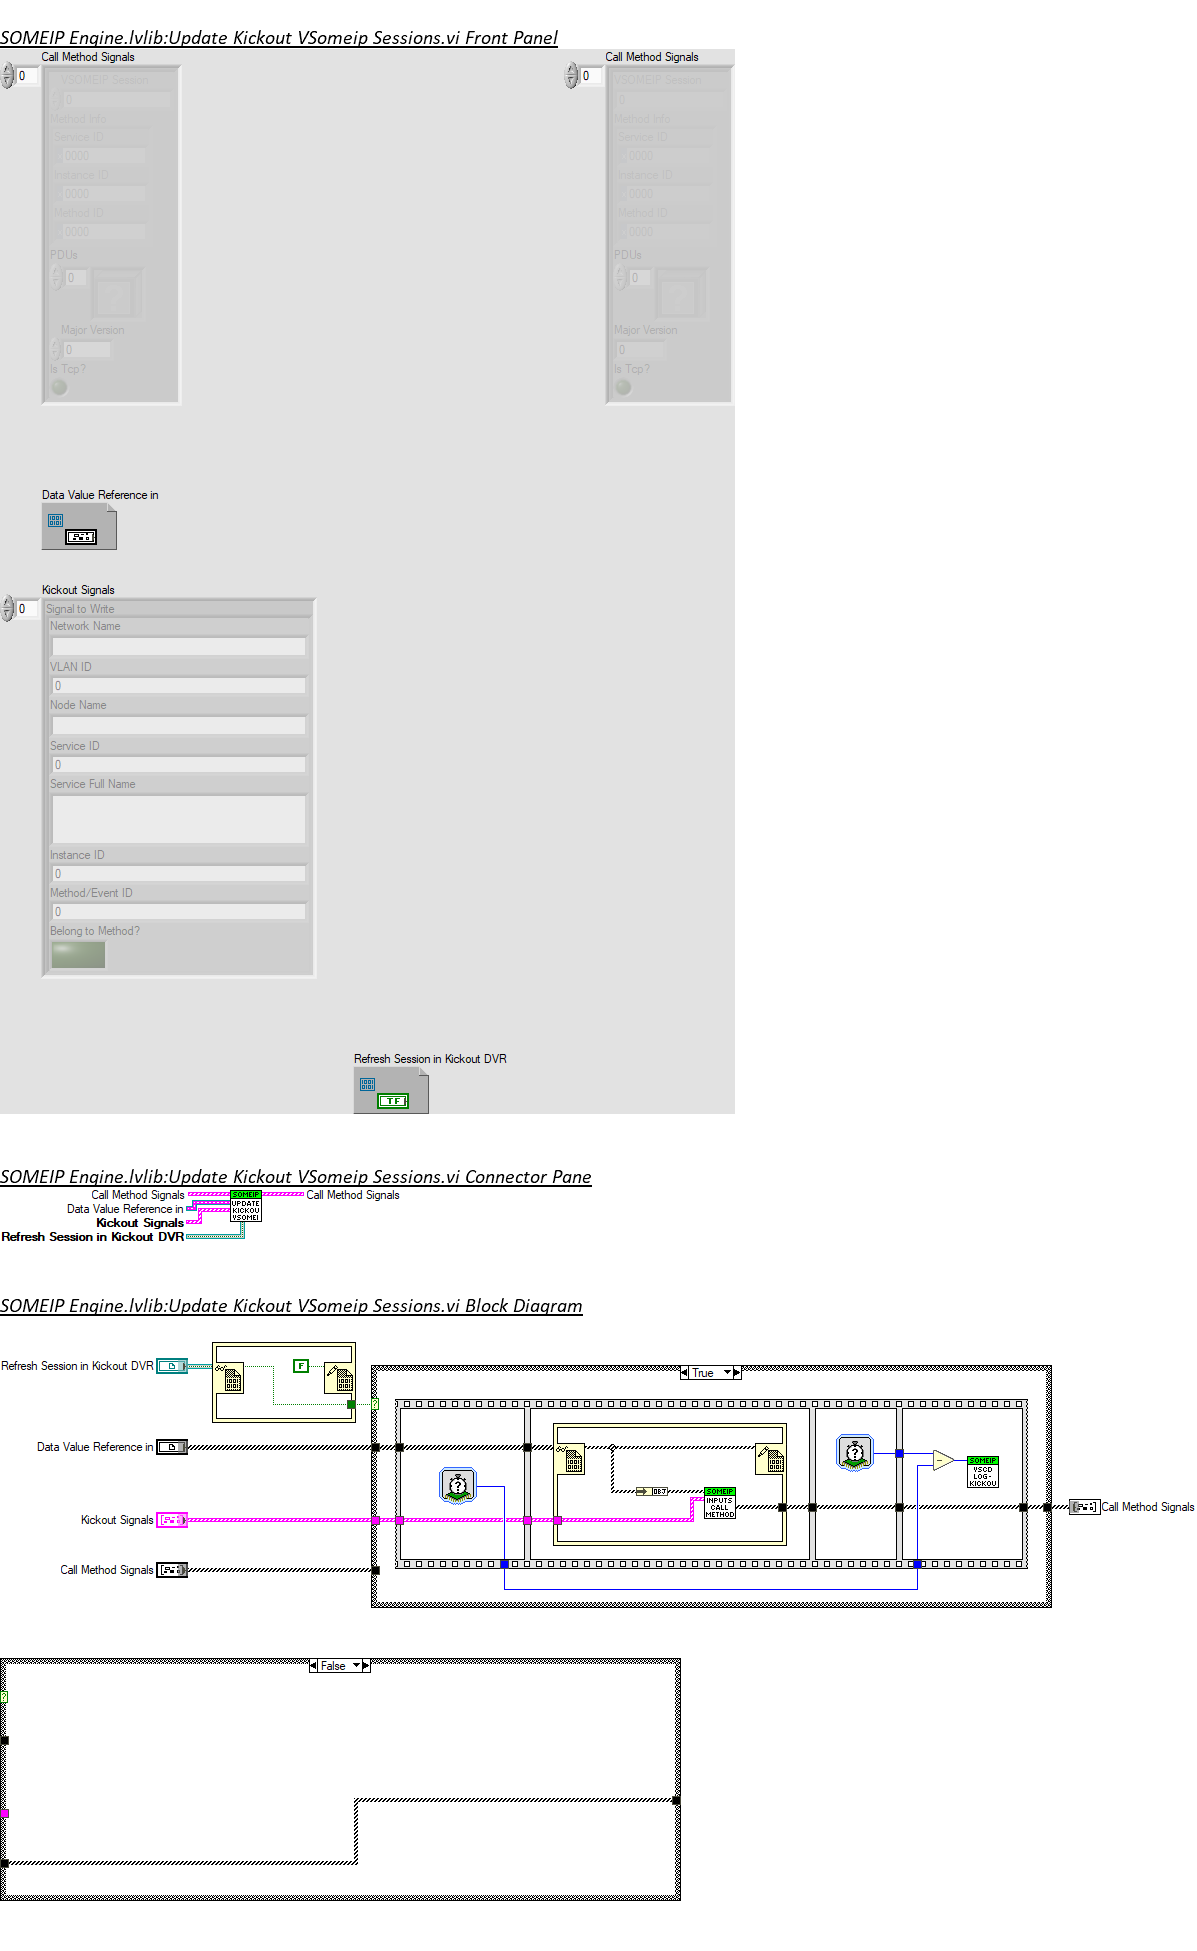 SOMEIP Engine.lvlib:Update Kickout VSomeip Sessions.vi Front Panel
Call Method Signals
Call Method Signals
0
0
VSOMEIP Session
VSOMEIP Session
0
0
Method Info
Method Info
Service ID
Service ID
0000
0000
Instance ID
Instance ID
0000
0000
Method ID
Method ID
0000
0000
PDUs
PDUs
0
0
Major Version
Major Version
0
0
Is Tcp?
Is Tcp?
Data Value Reference in
Kickout Signals
0
Signal to Write
Network Name
VLAN ID
0
Node Name
Service ID
0
Service Full Name
Instance ID
0
Method/Event ID
0
Belong to Method?
Refresh Session in Kickout DVR
TF
SOMEIP Engine.lvlib:Update Kickout VSomeip Sessions.vi Connector Pane
Call Method Signals
SOMEIP
UPDATE
KICKOU
VSOMEI
Call Method Signals
Data Value Reference in
Kickout Signals
Refresh Session in Kickout DVR
SOMEIP Engine.lvlib:Update Kickout VSomeip Sessions.vi Block Diagram
Refresh Session in Kickout DVR
F
True
?
Data Value Reference in
?
?
SOMEIP
VSCD
LOG-
KICKOU
OBJ
SOMEIP
INPUTS
CALL
METHOD
Kickout Signals
Call Method Signals
Call Method Signals
False
?